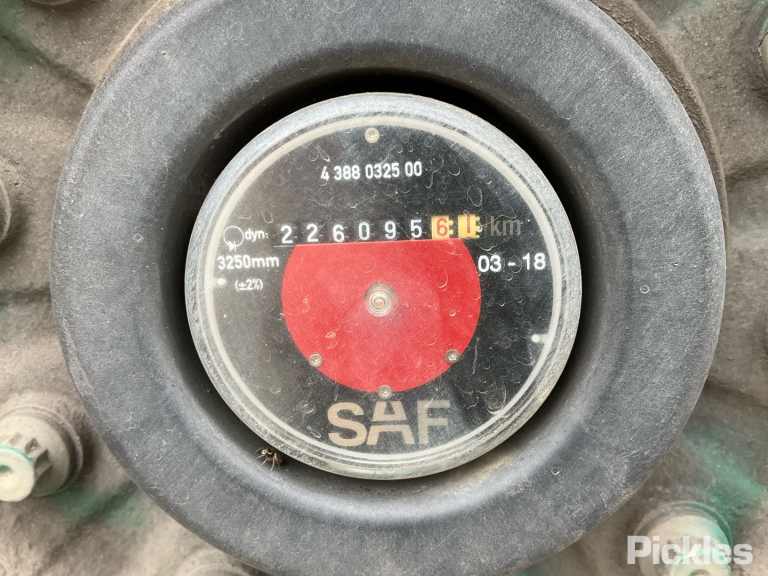 4 388 0325 00
dyn: 2260956 km
3250mm 03 - 18
(±2%)
SAF
Pickles